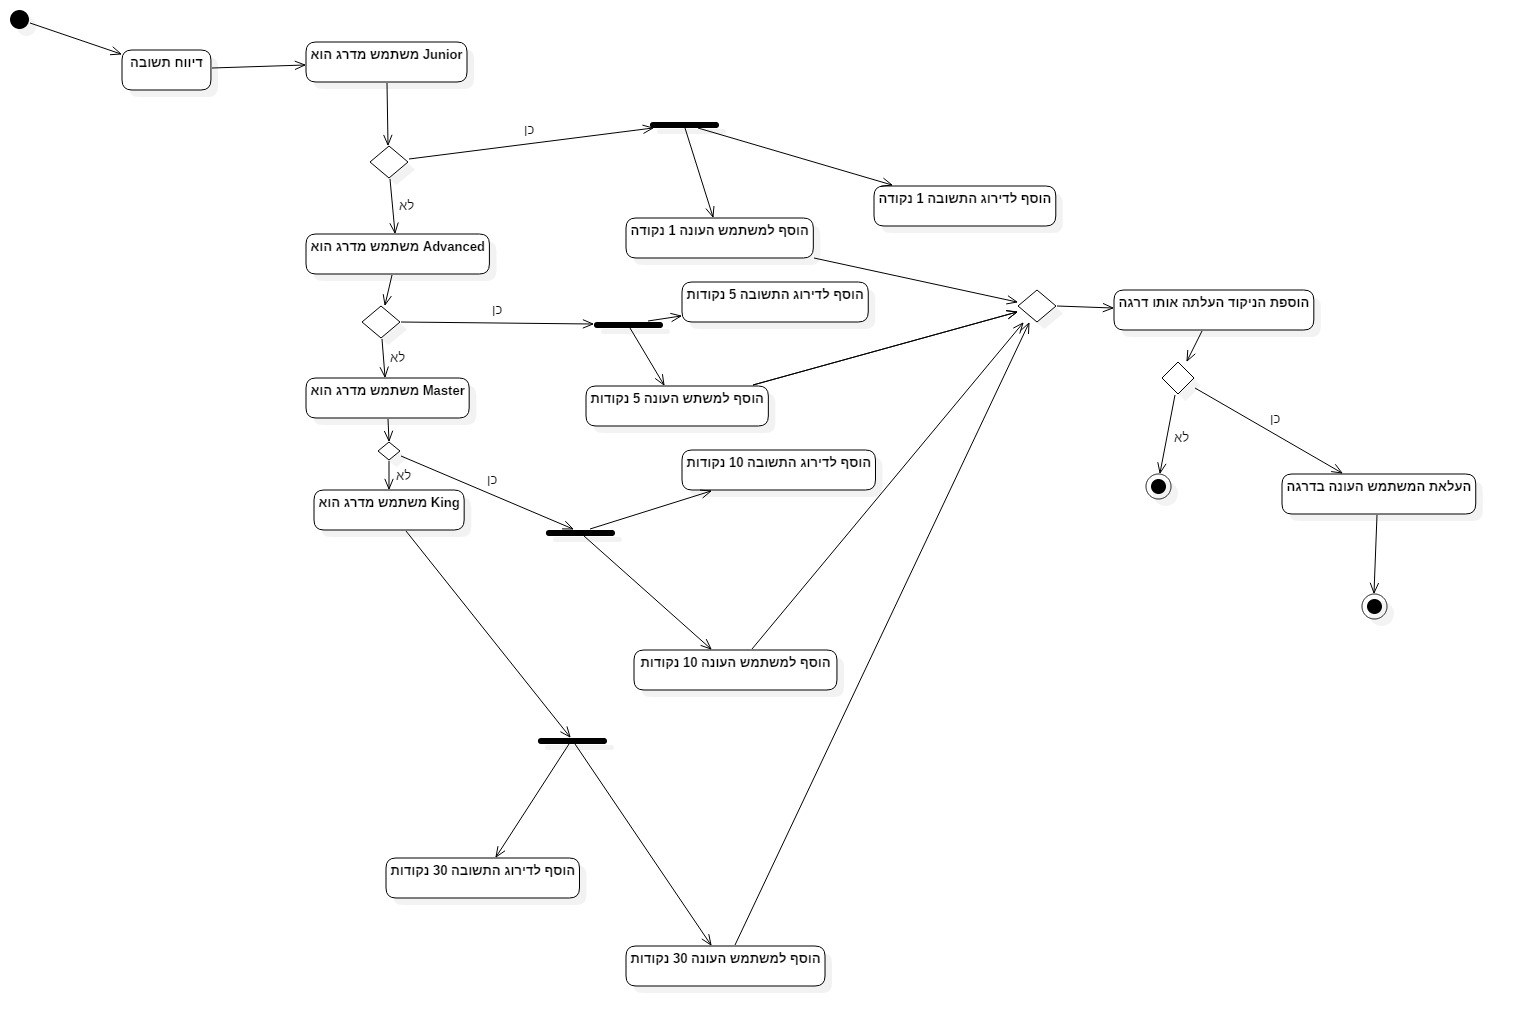 דיווח תשובה
משתמש מדרג הוא Junior
כן
לא
הוסף לדירוג התשובה 1 נקודה
הוסף למשתמש העונה 1 נקודה
משתמש מדרג הוא Advanced
כן
לא
הוסף לדירוג התשובה 5 נקודות
הוסף למשתש העונה 5 נקודות
הוספת הניקוד העלתה אותו דרגה
כן
לא
העלאת המשתמש העונה בדרגה
משתמש מדרג הוא Master
כן
לא
הוסף לדירוג התשובה 10 נקודות
משתמש מדרג הוא King
הוסף למשתמש העונה 10 נקודות
הוסף לדירוג התשובה 30 נקודות
הוסף למשתמש העונה 30 נקודות